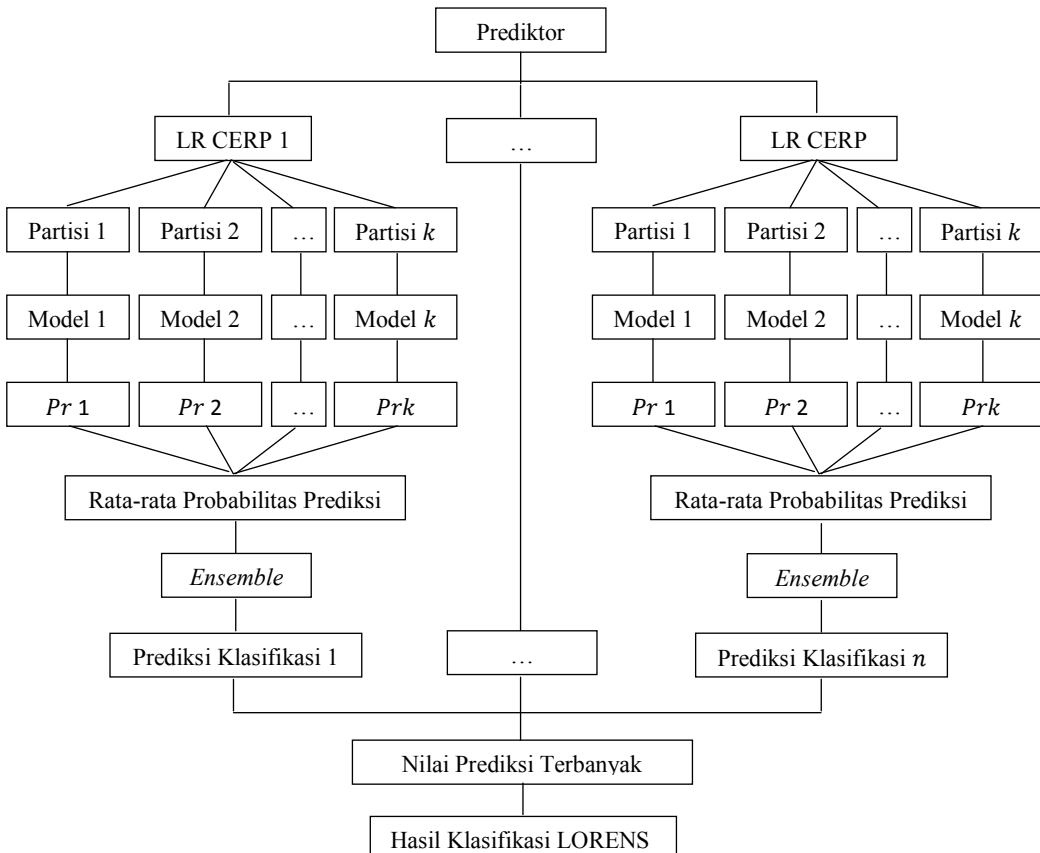 Prediktor
LR CERP 1
…
LR CERP
Partisi 1 Partisi 2 … Partisi k
Partisi 1 Partisi 2 … Partisi k
Model 1 Model 2 … Model k
Model 1 Model 2 … Model k
Pr 1 Pr 2 … Prk
Pr 1 Pr 2 … Prk
Rata-rata Probabilitas Prediksi
Rata-rata Probabilitas Prediksi
Ensemble
Ensemble
Prediksi Klasifikasi 1
…
Prediksi Klasifikasi n
Nilai Prediksi Terbanyak
Hasil Klasifikasi LORENS